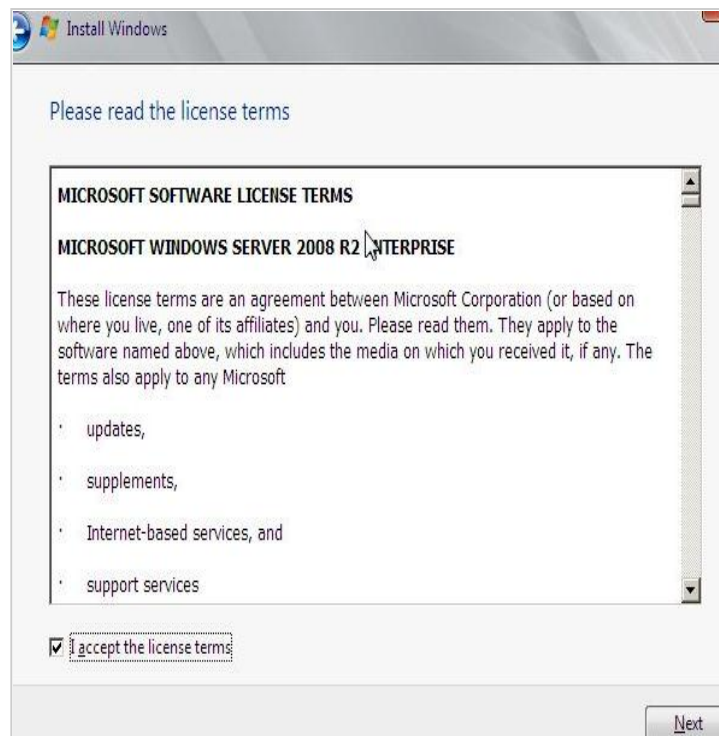 Install Windows
Please read the license terms
MICROSOFT SOFTWARE LICENSE TERMS
MICROSOFT WINDOWS SERVER 2008 R2 ENTERPRISE
These license terms are an agreement between Microsoft Corporation (or based on
where you live, one of its affiliates) and you. Please read them. They apply to the
software named above, which includes the media on which you received it, if any. The
terms also apply to any Microsoft
· updates,
· supplements,
· Internet-based services, and
· support services
I accept the license terms
Next